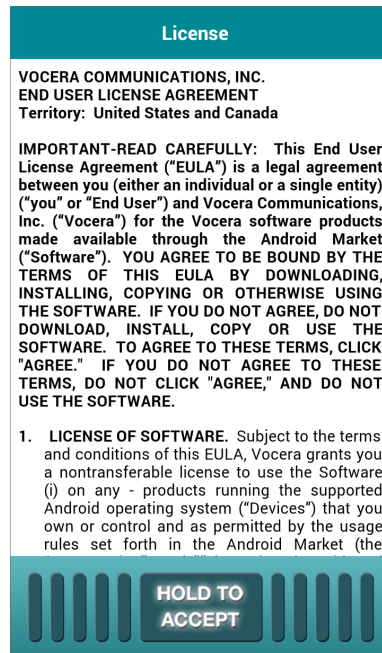 License
VOCERA COMMUNICATIONS, INC.
END USER LICENSE AGREEMENT
Territory: United States and Canada
IMPORTANT-READ CAREFULLY: This End User
License Agreement (“EULA”) is a legal agreement
between you (either an individual or a single entity)
(“you” or “End User”) and Vocera Communications,
Inc. (“Vocera”) for the Vocera software products
made available through the Android Market
(“Software”). YOU AGREE TO BE BOUND BY THE
TERMS OF THIS EULA BY DOWNLOADING,
INSTALLING, COPYING OR OTHERWISE USING
THE SOFTWARE. IF YOU DO NOT AGREE, DO NOT
DOWNLOAD, INSTALL, COPY OR USE THE
SOFTWARE. TO AGREE TO THESE TERMS, CLICK
"AGREE." IF YOU DO NOT AGREE TO THESE
TERMS, DO NOT CLICK "AGREE," AND DO NOT
USE THE SOFTWARE.
1. LICENSE OF SOFTWARE. Subject to the terms
and conditions of this EULA, Vocera grants you
a nontransferable license to use the Software
(i) on any - products running the supported
Android operating system (“Devices”) that you
own or control and as permitted by the usage
rules set forth in the Android Market (the
HOLD TO
ACCEPT